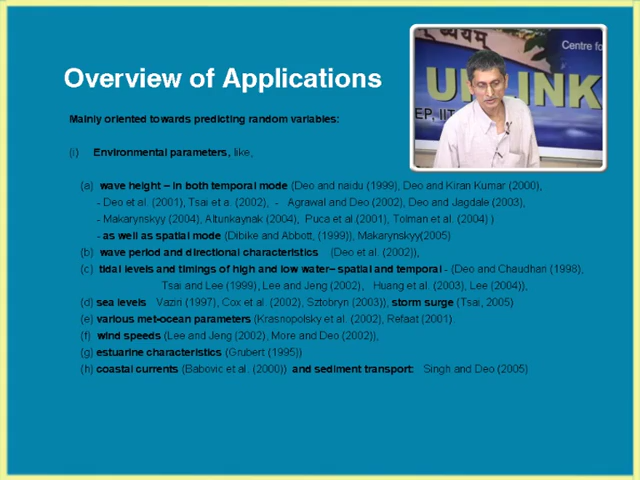 ध्यथम्
Centre fo
UPLINK
EP, IIT
Overview of Applications
Mainly oriented towards predicting random variables:
(i) Environmental parameters, like,
(a) wave height – in both temporal mode (Deo and naidu (1999), Deo and Kiran Kumar (2000),
- Deo et al. (2001), Tsai et a. (2002), - Agrawal and Deo (2002), Deo and Jagdale (2003),
- Makarynskyy (2004), Altunkaynak (2004), Puca et al.(2001), Tolman et al. (2004) )
- as well as spatial mode (Dibike and Abbott, (1999)), Makarynskyy(2005)
(b) wave period and directional characteristics (Deo et al. (2002)),
(c) tidal levels and timings of high and low water– spatial and temporal - (Deo and Chaudhari (1998),
Tsai and Lee (1999), Lee and Jeng (2002), Huang et al. (2003), Lee (2004)),
(d) sea levels Vaziri (1997), Cox et al. (2002), Sztobryn (2003)), storm surge (Tsai, 2005)
(e) various met-ocean parameters (Krasnopolsky et al. (2002), Refaat (2001).
(f) wind speeds (Lee and Jeng (2002), More and Deo (2002)),
(g) estuarine characteristics (Grubert (1995))
(h) coastal currents (Babovic et al. (2000)) and sediment transport: Singh and Deo (2005)